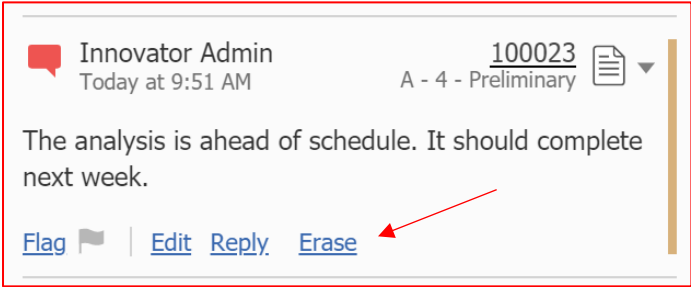 Innovator Admin 100023
Today at 9:51 AM A - 4 - Preliminary
The analysis is ahead of schedule. It should complete
next week.
Flag Edit Reply Erase